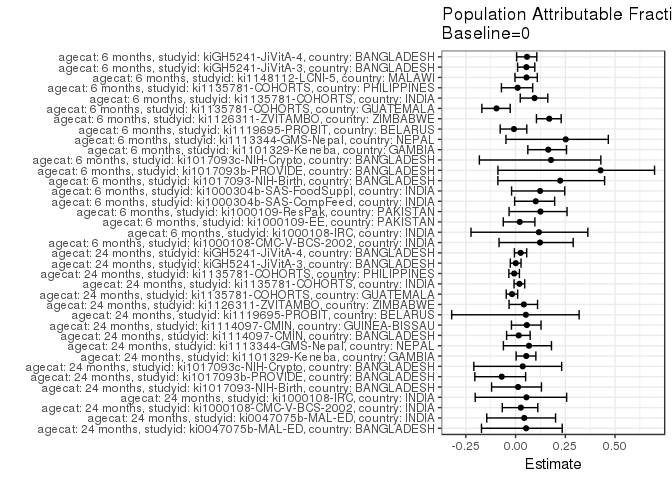 Population Attributable Fracti
Baseline=0
agecat: 6 months, studyid: kiGH5241-JiVitA-4, country: BANGLADESH
agecat: 6 months, studyid: kiGH5241-JiVitA-3, country: BANGLADESH
agecat: 6 months, studyid: ki1148112-LCNI-5, country: MALAWI
agecat: 6 months, studyid: ki1135781-COHORTS, country: PHILIPPINES
agecat: 6 months, studyid: ki1135781-COHORTS, country: INDIA
agecat: 6 months, studyid: ki1135781-COHORTS, country: GUATEMALA
agecat: 6 months, studyid: ki1126311-ZVITAMBO, country: ZIMBABWE
agecat: 6 months, studyid: ki1119695-PROBIT, country: BELARUS
agecat: 6 months, studyid: ki1113344-GMS-Nepal, country: NEPAL
agecat: 6 months, studyid: ki1101329-Keneba, country: GAMBIA
agecat: 6 months, studyid: ki1017093c-NIH-Crypto, country: BANGLADESH
agecat: 6 months, studyid: ki1017093b-PROVIDE, country: BANGLADESH
agecat: 6 months, studyid: ki1017093-NIH-Birth, country: BANGLADESH
agecat: 6 months, studyid: ki1000304b-SAS-FoodSuppl, country: INDIA
agecat: 6 months, studyid: ki1000304b-SAS-CompFeed, country: INDIA
agecat: 6 months, studyid: ki1000109-ResPak, country: PAKISTAN
agecat: 6 months, studyid: ki1000109-EE, country: PAKISTAN
agecat: 6 months, studyid: ki1000108-IRC, country: INDIA
agecat: 6 months, studyid: ki1000108-CMC-V-BCS-2002, country: INDIA
agecat: 24 months, studyid: kiGH5241-JiVitA-4, country: BANGLADESH
agecat: 24 months, studyid: kiGH5241-JiVitA-3, country: BANGLADESH
agecat: 24 months, studyid: ki1135781-COHORTS, country: PHILIPPINES
agecat: 24 months, studyid: ki1135781-COHORTS, country: INDIA
agecat: 24 months, studyid: ki1135781-COHORTS, country: GUATEMALA
agecat: 24 months, studyid: ki1126311-ZVITAMBO, country: ZIMBABWE
agecat: 24 months, studyid: ki1119695-PROBIT, country: BELARUS
agecat: 24 months, studyid: ki1114097-CMIN, country: GUINEA-BISSAU
agecat: 24 months, studyid: ki1114097-CMIN, country: BANGLADESH
agecat: 24 months, studyid: ki1113344-GMS-Nepal, country: NEPAL
agecat: 24 months, studyid: ki1101329-Keneba, country: GAMBIA
agecat: 24 months, studyid: ki1017093c-NIH-Crypto, country: BANGLADESH
agecat: 24 months, studyid: ki1017093b-PROVIDE, country: BANGLADESH
agecat: 24 months, studyid: ki1017093-NIH-Birth, country: BANGLADESH
agecat: 24 months, studyid: ki1000108-IRC, country: INDIA
agecat: 24 months, studyid: ki1000108-CMC-V-BCS-2002, country: INDIA
agecat: 24 months, studyid: ki0047075b-MAL-ED, country: INDIA
agecat: 24 months, studyid: ki0047075b-MAL-ED, country: BANGLADESH
-0.25 0.00 0.25 0.50
Estimate